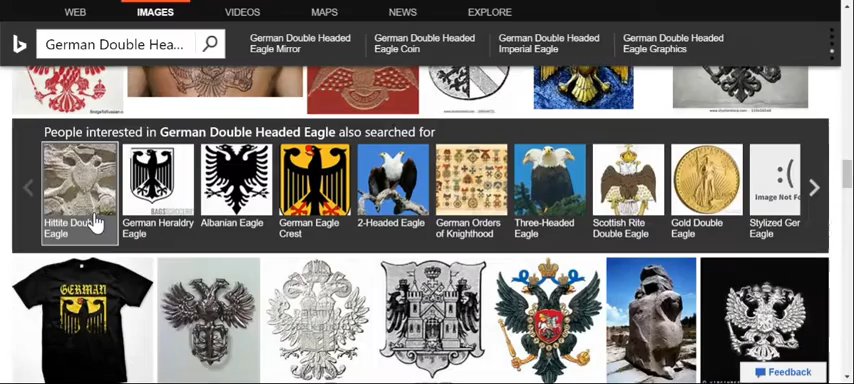 WEB IMAGES VIDEOS MAPS NEWS EXPLORE
German Double Hea...
German Double Headed
Eagle Mirror
German Double Headed
Eagle Coin
German Double Headed
Imperial Eagle
German Double Headed
Eagle Graphics
People interested in German Double Headed Eagle also searched for
Hittite Double
Eagle
German Heraldry
Eagle
Albanian Eagle
German Eagle
Crest
2-Headed Eagle
German Orders
of Knighthood
Three-Headed
Eagle
Scottish Rite
Double Eagle
Gold Double
Eagle
:(
Image Not Fo
Stylized Ger
Eagle
GERMAN
Feedback